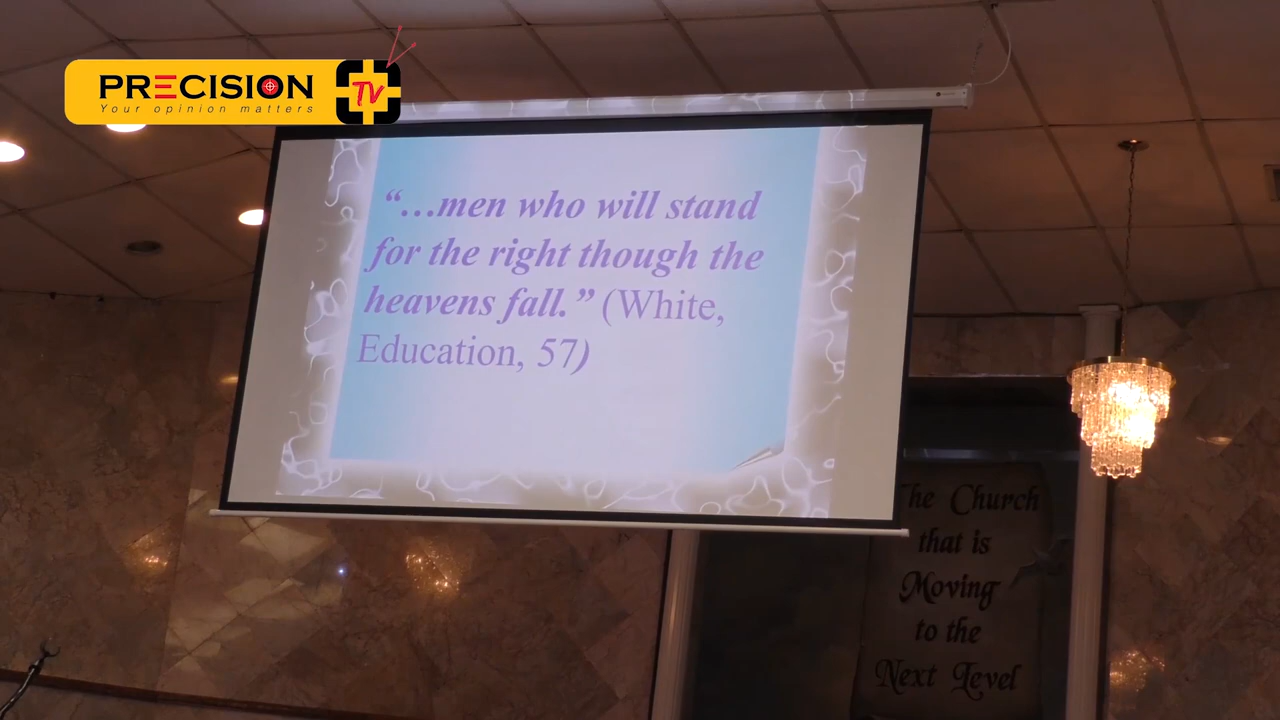 PRECISION
Your opinion matters
TV
“...men who will stand
for the right though the
heavens fall.” (White,
Education, 57)
The Church
that is
Moving
to the
Next Level